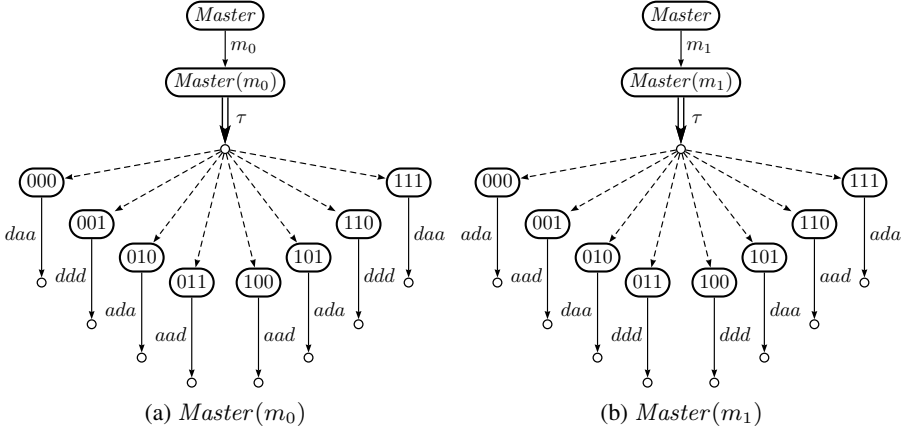 Master
m₀
Master(m₀)
τ
000
001
010
011
100
101
110
111
daa
ddd
ada
aad
aad
ada
ddd
daa
(a) Master(m₀)
Master
m₁
Master(m₁)
τ
000
001
010
011
100
101
110
111
ada
aad
daa
ddd
ddd
daa
aad
ada
(b) Master(m₁)